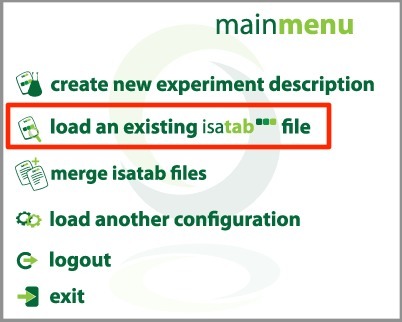 mainmenu
create new experiment description
load an existing isatab file
merge isatab files
load another configuration
logout
exit